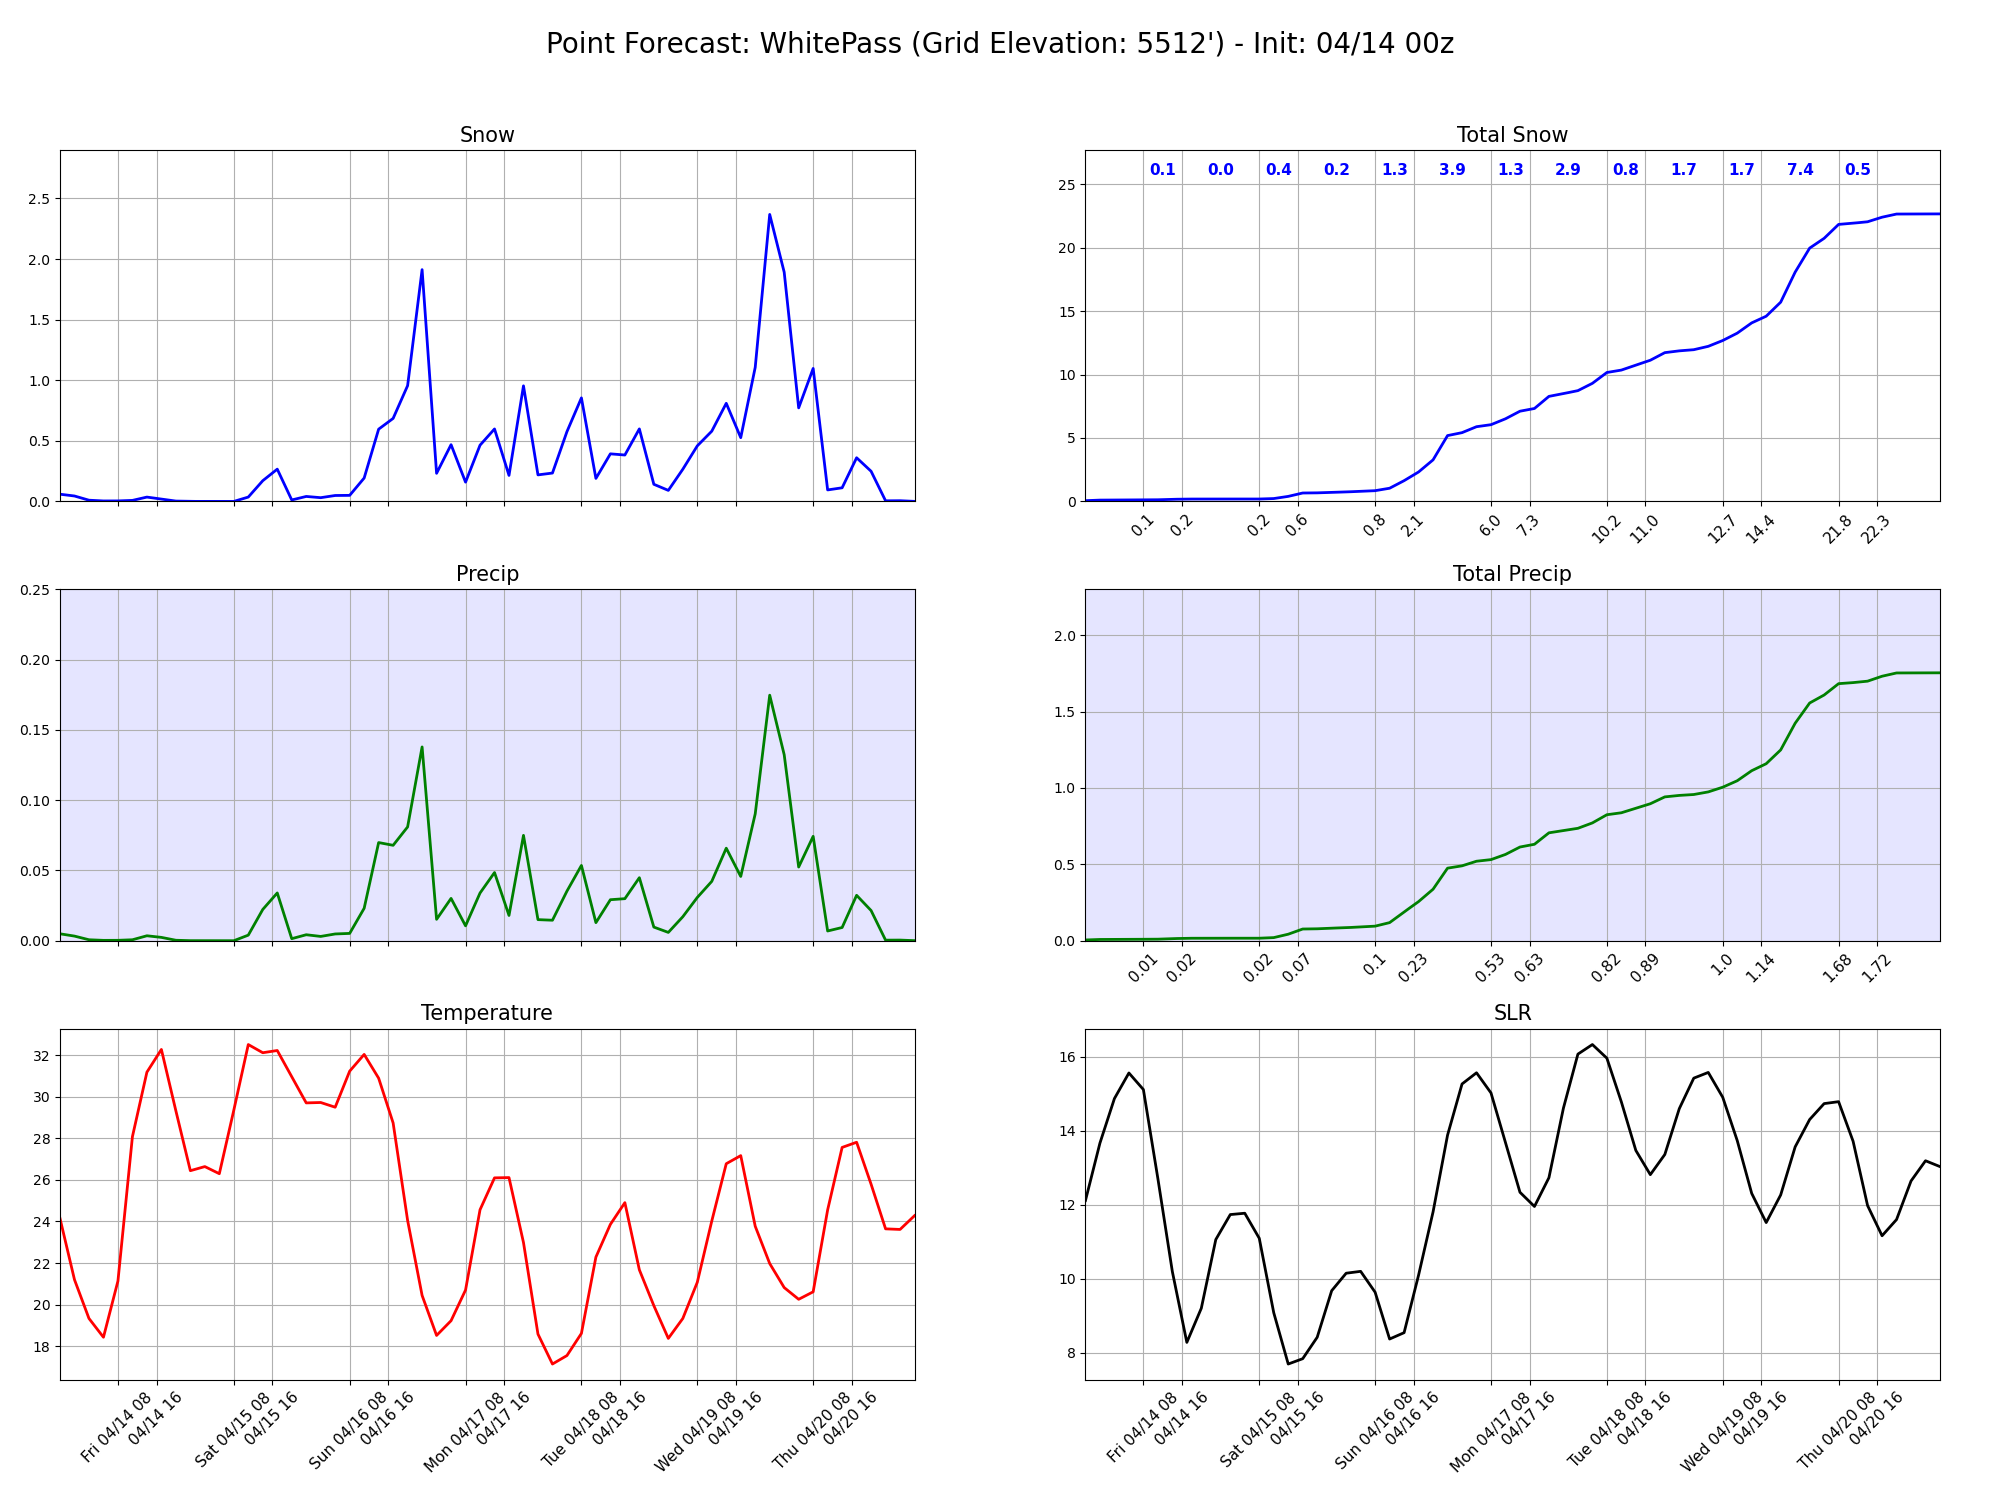 Point Forecast: WhitePass (Grid Elevation: 5512') - Init: 04/14 00z
Snow
2.5
2.0
1.5
1.0
0.5
0.0
Total Snow
0.1 0.0 0.4 0.2 1.3 3.9 1.3 2.9 0.8 1.7 1.7 7.4 0.5
25
20
15
10
5
0
0.1 0.2 0.2 0.6 0.8 2.1 6.0 7.3 10.2 11.0 12.7 14.4 21.8 22.3
Precip
0.25
0.20
0.15
0.10
0.05
0.00
Total Precip
2.0
1.5
1.0
0.5
0.0
0.01 0.02 0.02 0.07 0.1 0.23 0.53 0.63 0.82 0.89 1.0 1.14 1.68 1.72
Temperature
32
30
28
26
24
22
20
18
Fri 04/14 08
04/14 16
Sat 04/15 08
04/15 16
Sun 04/16 08
04/16 16
Mon 04/17 08
04/17 16
Tue 04/18 08
04/18 16
Wed 04/19 08
04/19 16
Thu 04/20 08
04/20 16
SLR
16
14
12
10
8
Fri 04/14 08
04/14 16
Sat 04/15 08
04/15 16
Sun 04/16 08
04/16 16
Mon 04/17 08
04/17 16
Tue 04/18 08
04/18 16
Wed 04/19 08
04/19 16
Thu 04/20 08
04/20 16